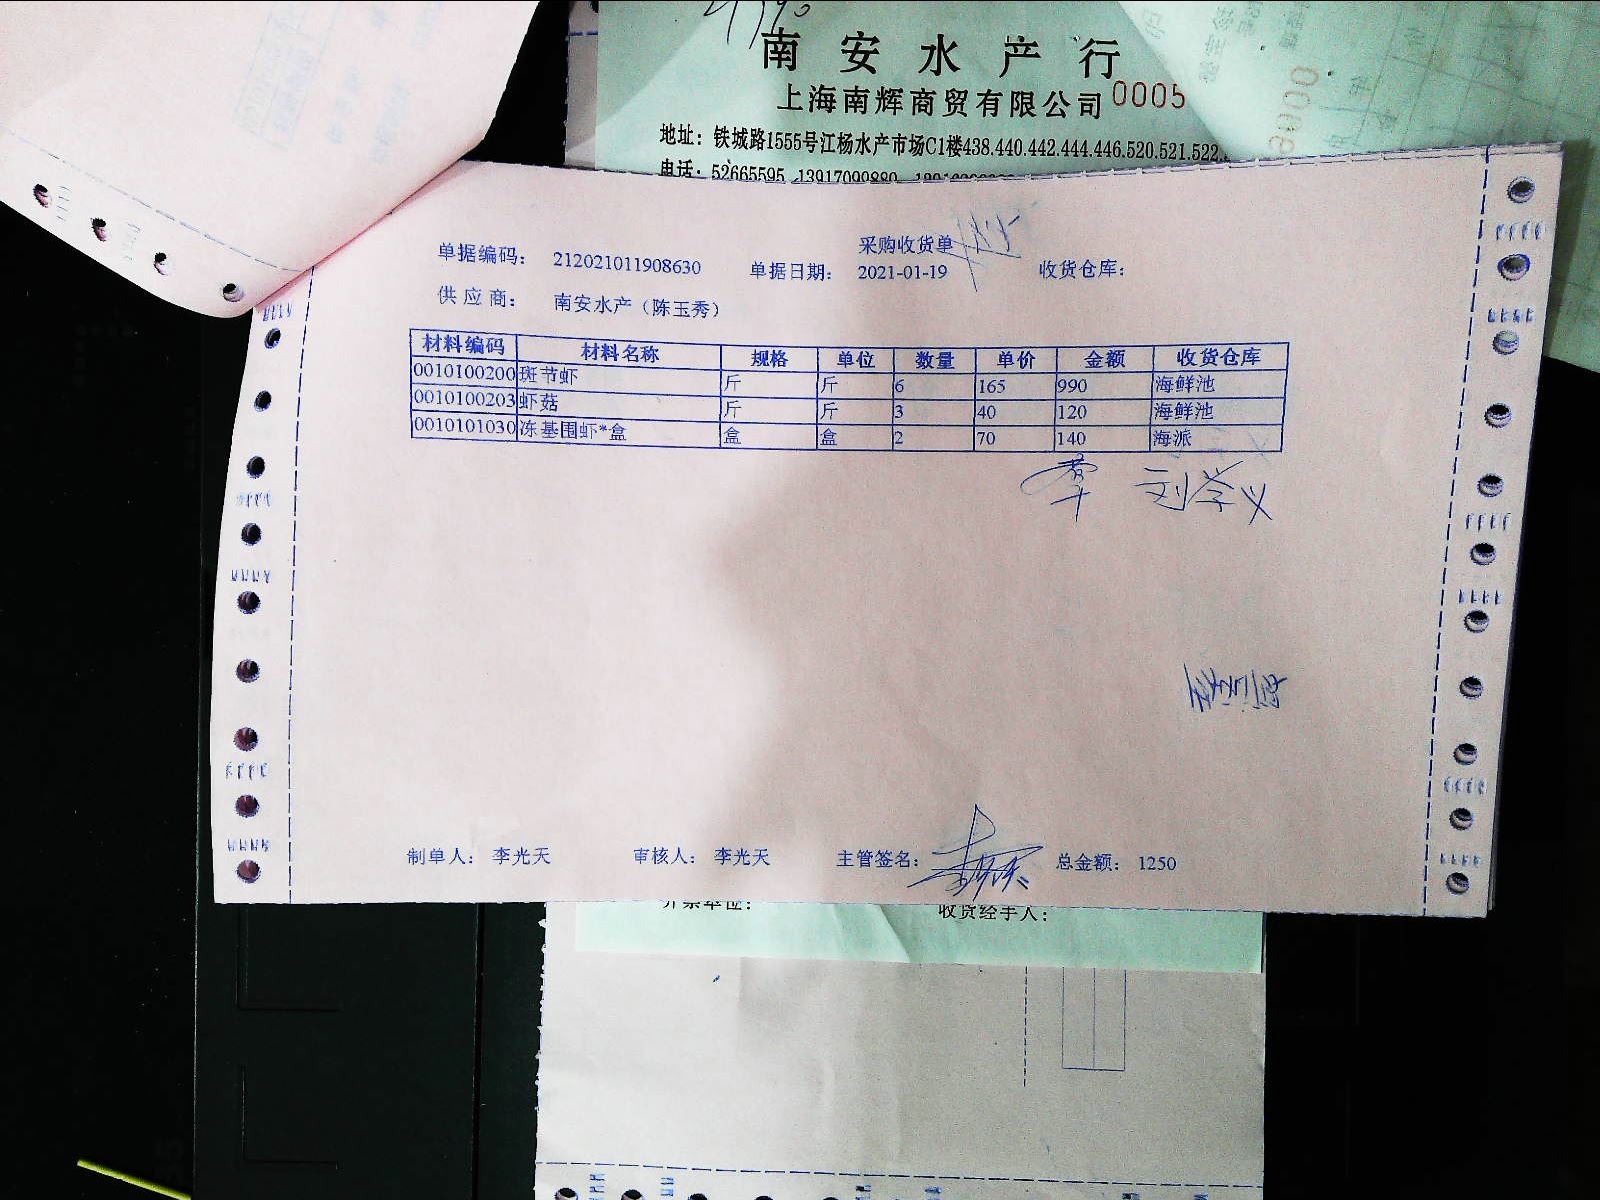 南安水产行
上海南辉商贸有限公司 0005
地址：铁城路1555号江杨水产市场C1楼438.440.442.444.446.520.521.522.
电话：52665595 13917090880
采购收货单
单据编码： 212021011908630 单据日期： 2021-01-19 收货仓库：
供应商： 南安水产（陈玉秀）
材料编码 材料名称 规格 单位 数量 单价 金额 收货仓库
0010100200 斑节虾 斤 斤 6 165 990 海鲜池
0010100203 虾菇 斤 斤 3 40 120 海鲜池
0010101030 冻基围虾*盒 盒 盒 2 70 140 海派
刘学义
制单人： 李光天 审核人： 李光天 主管签名： 总金额： 1250
开票单位： 收货经手人：